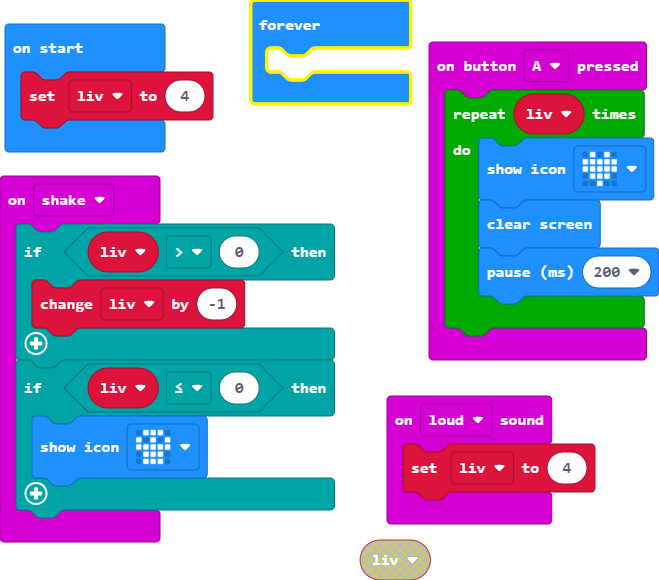 on start
set liv to 4
forever
on button A pressed
repeat liv times
do
show icon
clear screen
pause (ms) 200
on shake
if liv > 0 then
change liv by -1
if liv ≤ 0 then
show icon
on loud sound
set liv to 4
liv